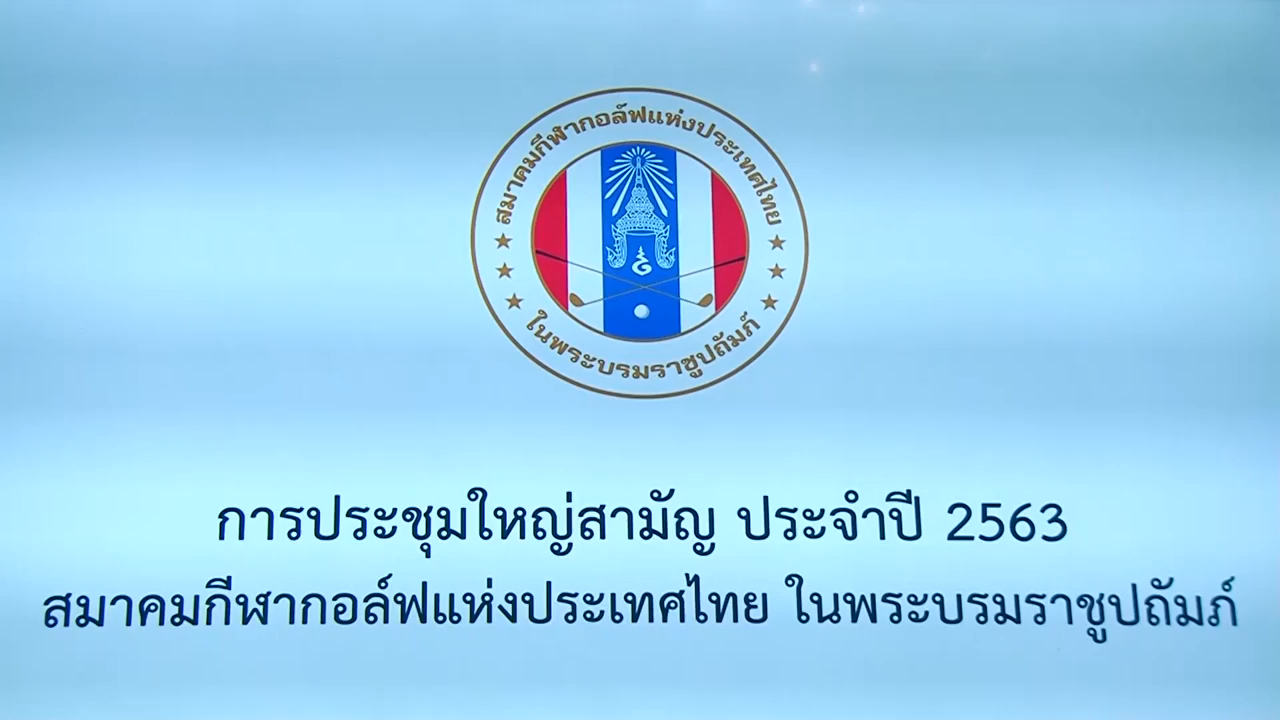 สมาคมกีฬากอล์ฟแห่งประเทศไทย
ในพระบรมราชูปถัมภ์
การประชุมใหญ่สามัญ ประจำปี 2563
สมาคมกีฬากอล์ฟแห่งประเทศไทย ในพระบรมราชูปถัมภ์